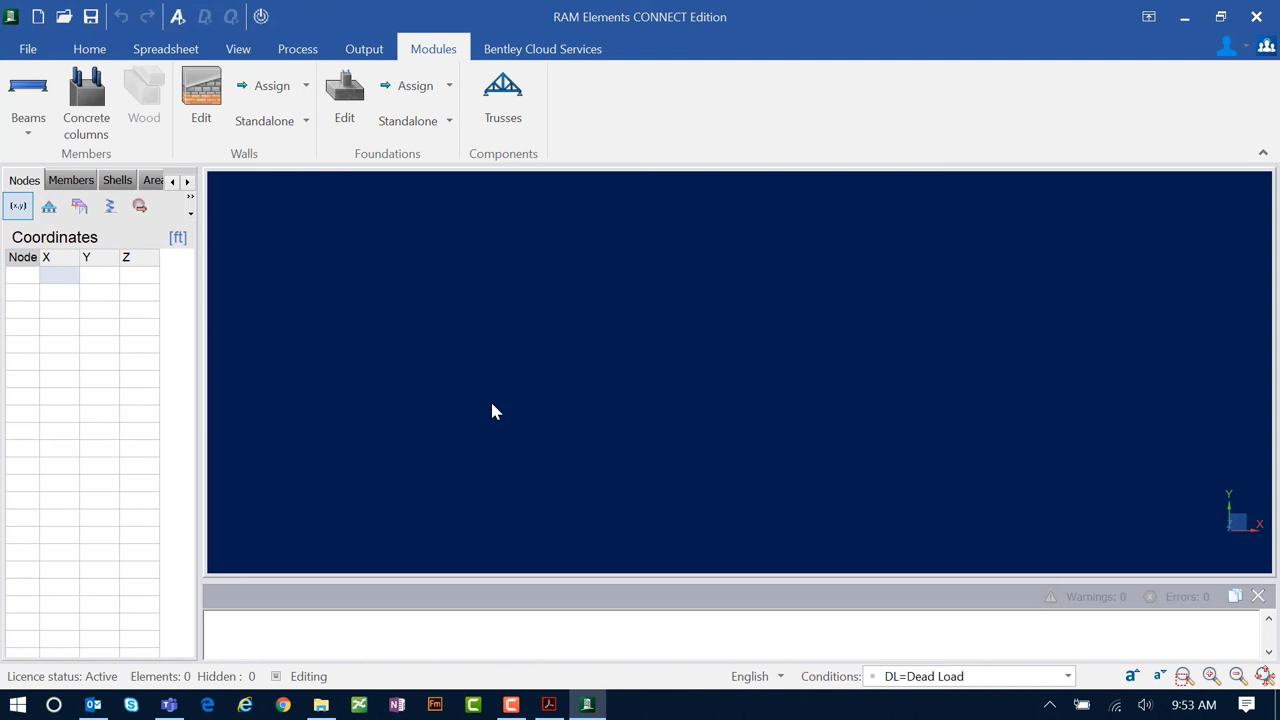 RAM Elements CONNECT Edition
File Home Spreadsheet View Process Output Modules Bentley Cloud Services
Beams Concrete columns Wood
Members
Edit Assign Standalone
Walls
Edit Assign Standalone
Foundations
Trusses
Components
Nodes Members Shells Area
(x,y)
Coordinates [ft]
Node X Y Z
Y
Z X
Warnings: 0 Errors: 0
Licence status: Active Elements: 0 Hidden : 0 Editing English Conditions: DL=Dead Load
9:53 AM